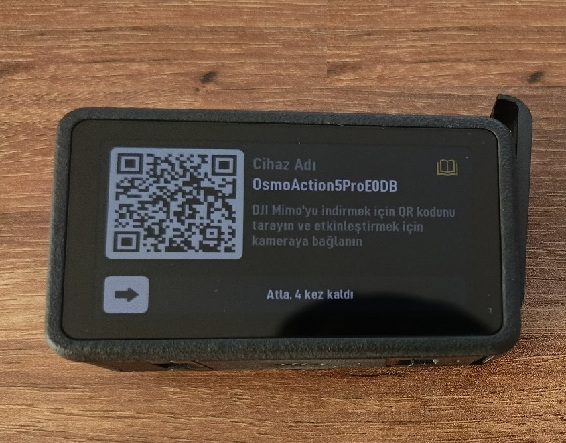 Cihaz Adı
OsmoAction5ProE0DB
DJI Mimo'yu indirmek için QR kodunu
tarayın ve etkinleştirmek için
kameraya bağlanın
Atla, 4 kez kaldı